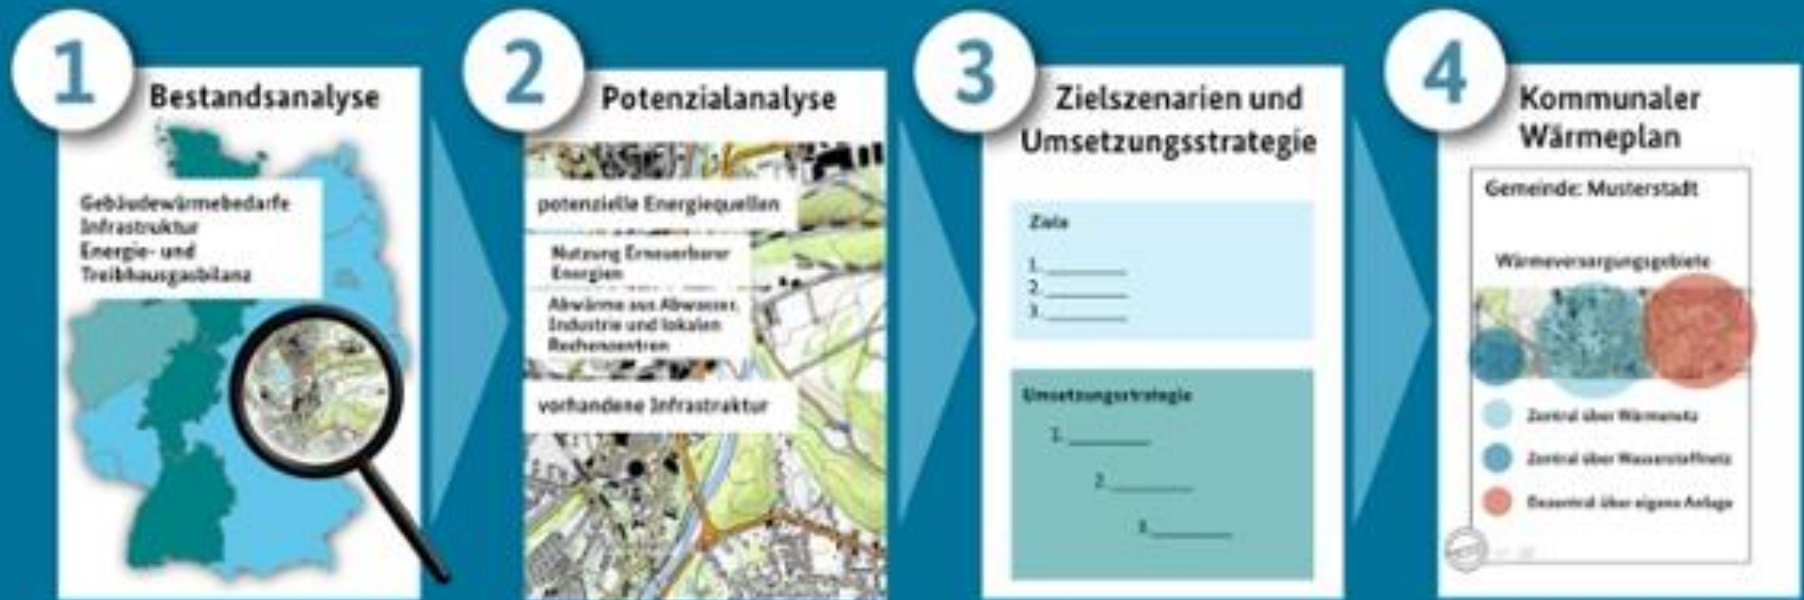 1
Bestandsanalyse
Gebäudewärmebedarfe
Infrastruktur
Energie- und
Treibhausgasbilanz
2
Potenzialanalyse
potenzielle Energiequellen
Nutzung Erneuerbarer
Energien
Abwärme aus Abwasser,
Industrie und lokalen
Rechenzentren
vorhandene Infrastruktur
3
Zielszenarien und
Umsetzungsstrategie
Ziele
1.
2.
3.
Umsetzungsstrategie
1.
2.
3.
4
Kommunaler
Wärmeplan
Gemeinde: Musterstadt
Wärmeversorgungsgebiete
Zentral über Wärmenetz
Zentral über Wasserstoffnetz
Dezentral über eigene Anlage